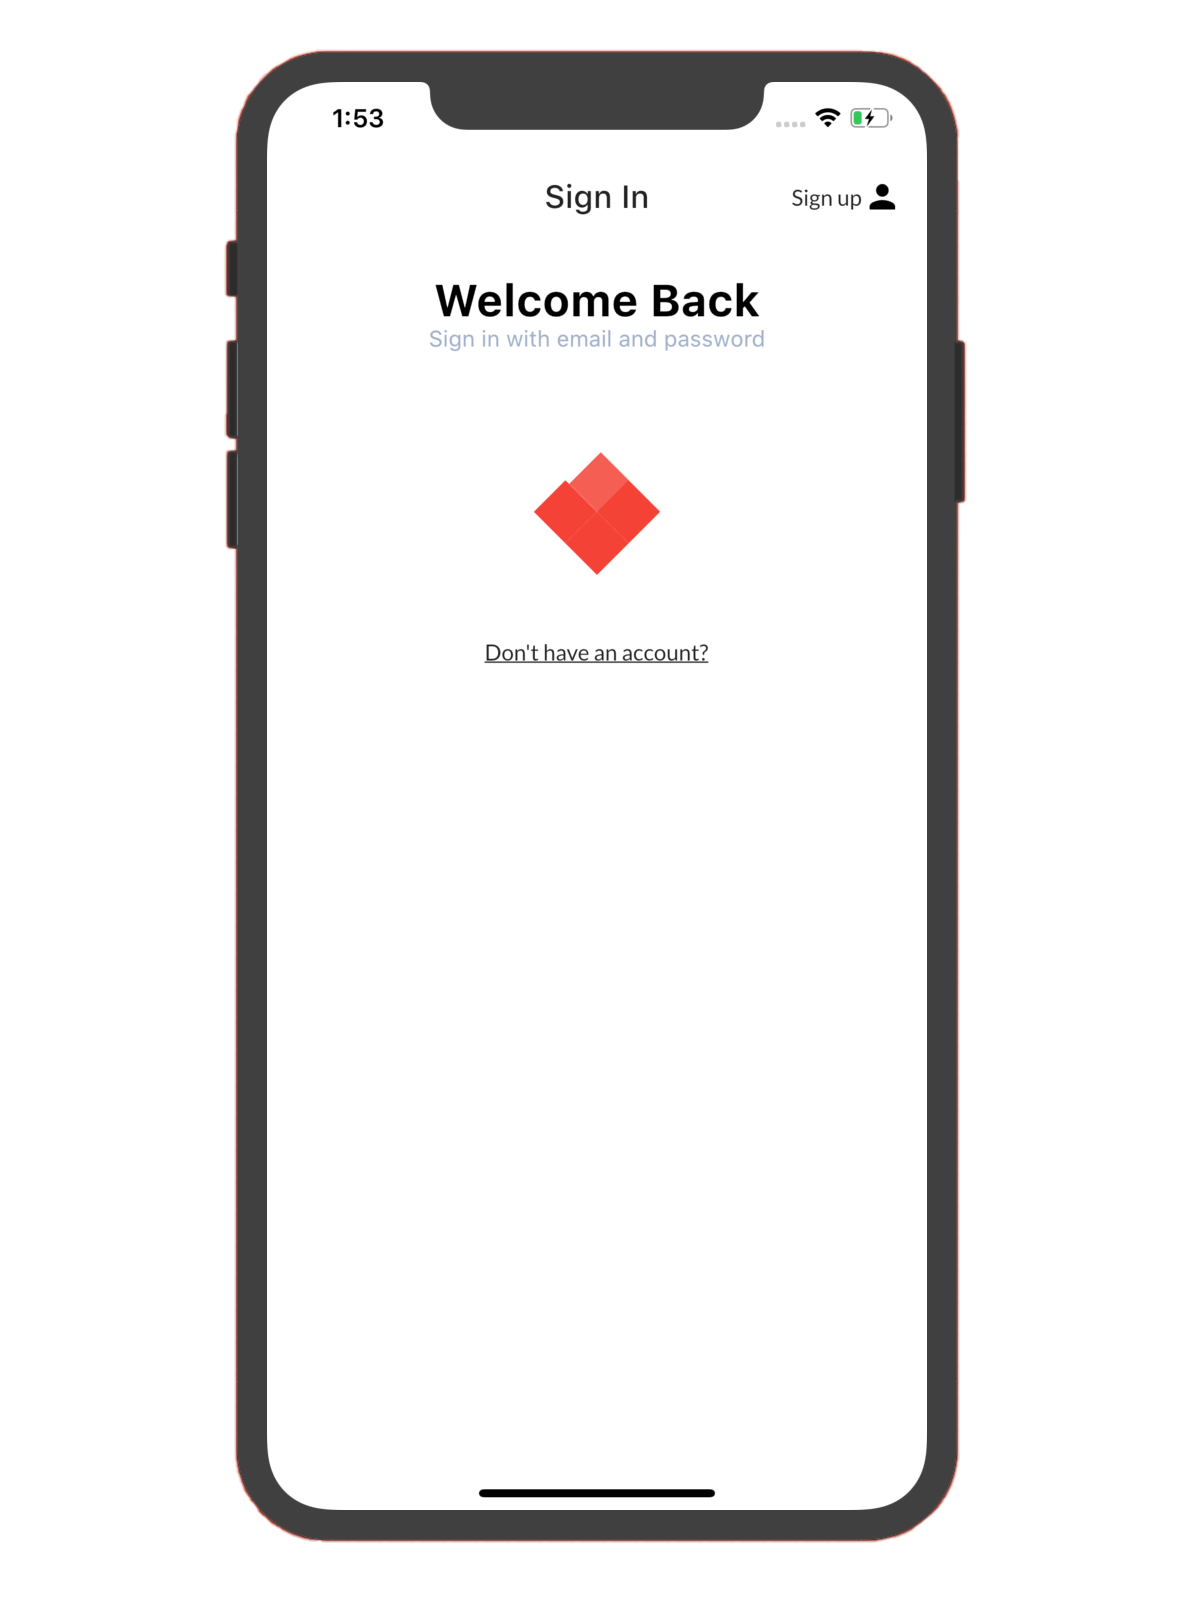 1:53
Sign In
Sign up
Welcome Back
Sign in with email and password
Don't have an account?